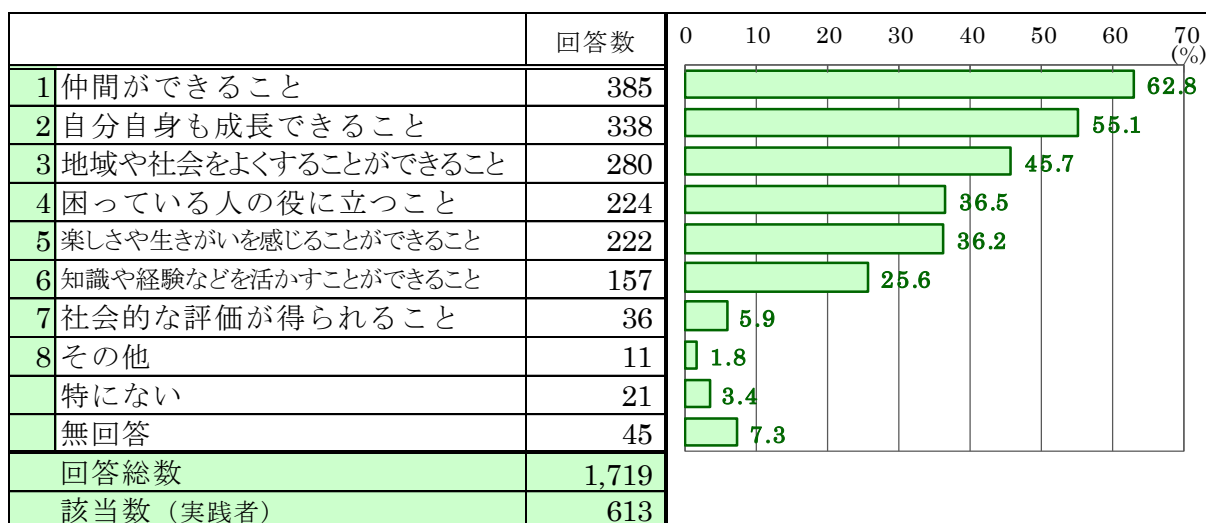 回答数 0 10 20 30 40 50 60 70
(%)
1 仲間ができること 385 62.8
2 自分自身も成長できること 338 55.1
3 地域や社会をよくすることができること 280 45.7
4 困っている人の役に立つこと 224 36.5
5 楽しさや生きがいを感じることができること 222 36.2
6 知識や経験などを活かすことができること 157 25.6
7 社会的な評価が得られること 36 5.9
8 その他 11 1.8
特にない 21 3.4
無回答 45 7.3
回答総数 1,719
該当数（実践者） 613